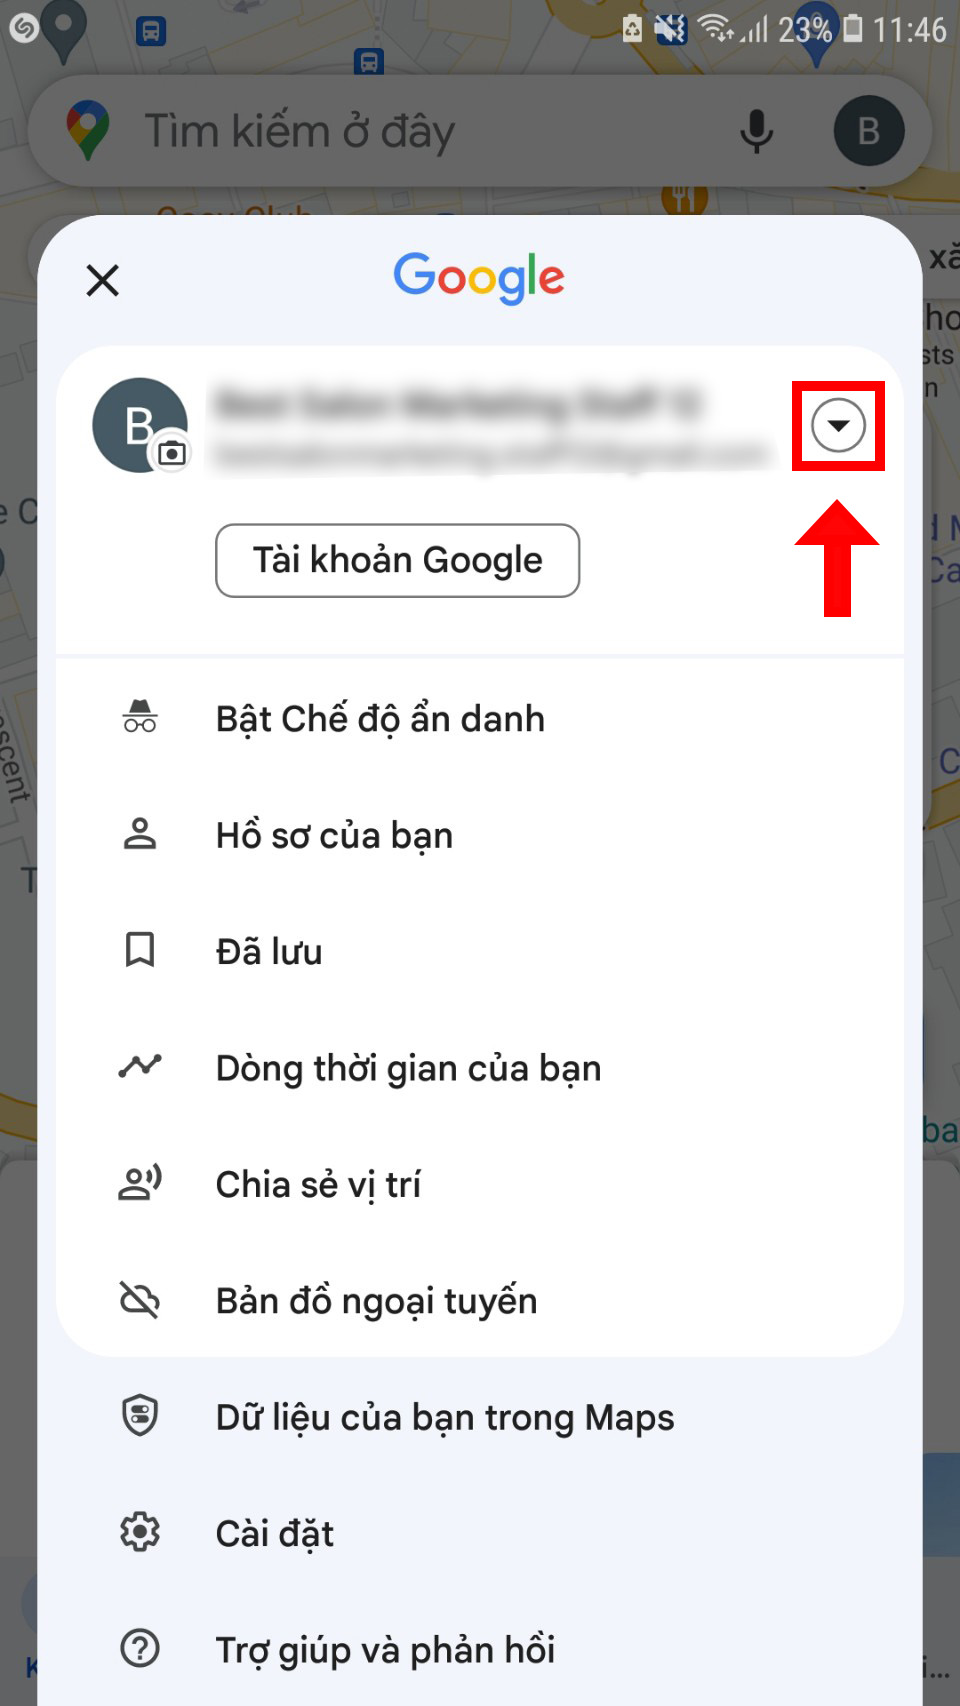 23% 11:46
Tìm kiếm ở đây
B
xă
Google
B
Tài khoản Google
Bật Chế độ ẩn danh
Hồ sơ của bạn
Đã lưu
Dòng thời gian của bạn
Chia sẻ vị trí
Bản đồ ngoại tuyến
Dữ liệu của bạn trong Maps
Cài đặt
Trợ giúp và phản hồi